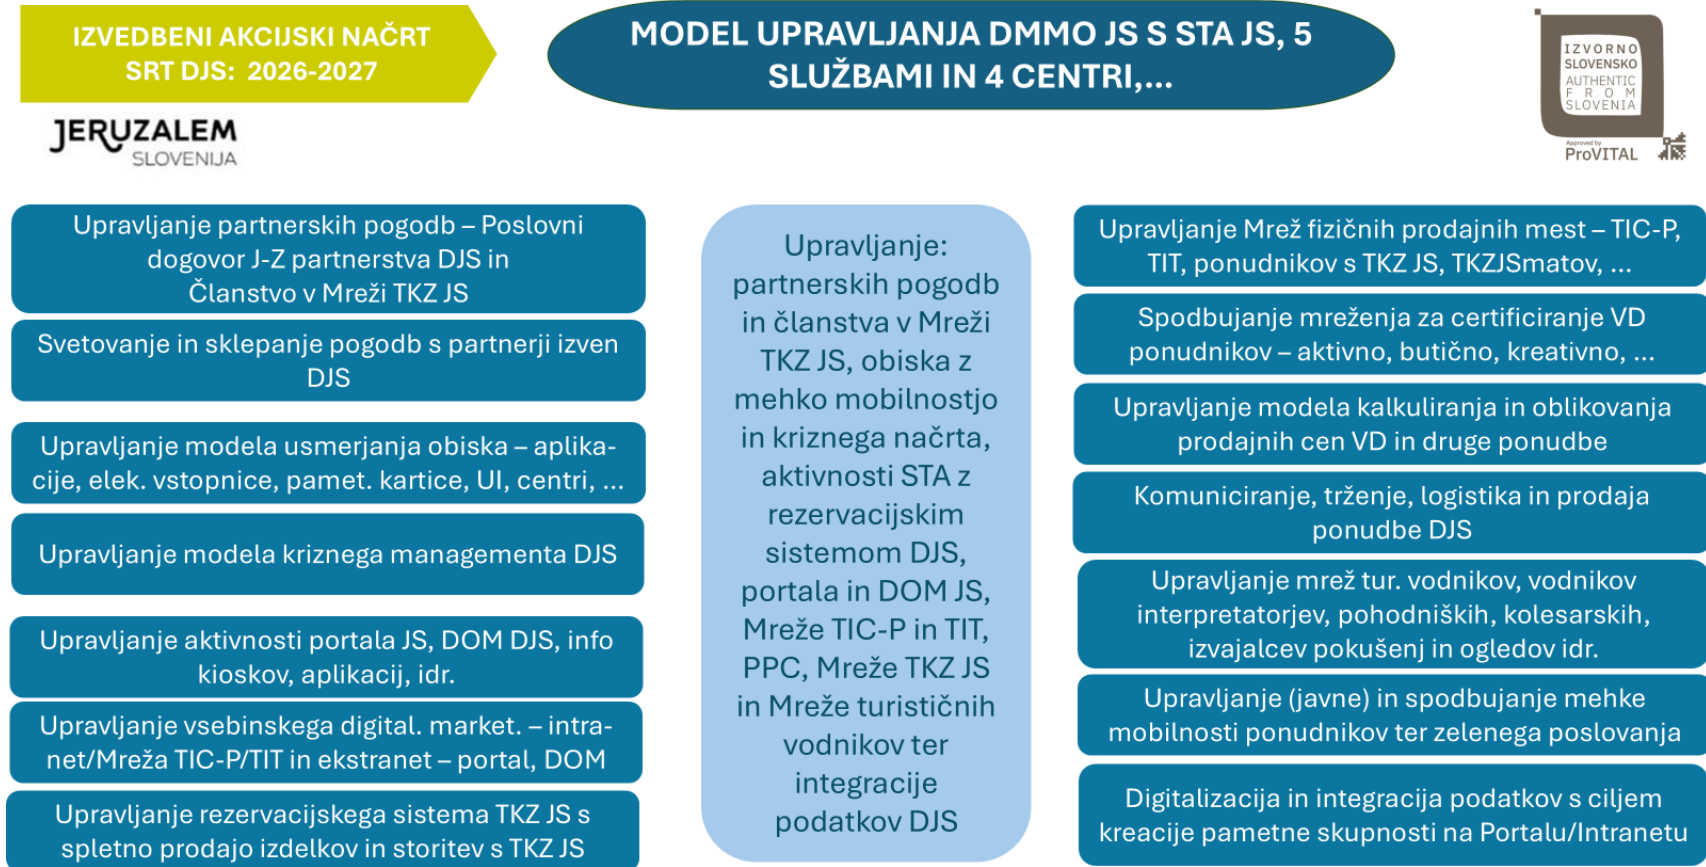 IZVEDBENI AKCIJSKI NAČRT
SRT DJS: 2026-2027
MODEL UPRAVLJANJA DMMO JS S STA JS, 5
SLUŽBAMI IN 4 CENTRI,...
JERUZALEM
SLOVENIJA
IZVORNO
SLOVENSKO
AUTHENTIC
FROM
SLOVENIA
Approved by
ProVITAL
Upravljanje partnerskih pogodb – Poslovni
dogovor J-Z partnerstva DJS in
Članstvo v Mreži TKZ JS
Svetovanje in sklepanje pogodb s partnerji izven
DJS
Upravljanje modela usmerjanja obiska – aplika-
cije, elek. vstopnice, pamet. kartice, UI, centri, ...
Upravljanje modela kriznega managementa DJS
Upravljanje aktivnosti portala JS, DOM DJS, info
kioskov, aplikacij, idr.
Upravljanje vsebinskega digital. market. – intra-
net/Mreža TIC-P/TIT in ekstranet – portal, DOM
Upravljanje rezervacijskega sistema TKZ JS s
spletno prodajo izdelkov in storitev s TKZ JS
Upravljanje:
partnerskih pogodb
in članstva v Mreži
TKZ JS, obiska z
mehko mobilnostjo
in kriznega načrta,
aktivnosti STA z
rezervacijskim
sistemom DJS,
portala in DOM JS,
Mreže TIC-P in TIT,
PPC, Mreže TKZ JS
in Mreže turističnih
vodnikov ter
integracije
podatkov DJS
Upravljanje Mrež fizičnih prodajnih mest – TIC-P,
TIT, ponudnikov s TKZ JS, TKZJSmatov, ...
Spodbujanje mreženja za certificiranje VD
ponudnikov – aktivno, butično, kreativno, ...
Upravljanje modela kalkuliranja in oblikovanja
prodajnih cen VD in druge ponudbe
Komuniciranje, trženje, logistika in prodaja
ponudbe DJS
Upravljanje mrež tur. vodnikov, vodnikov
interpretatorjev, pohodniških, kolesarskih,
izvajalcev pokušenj in ogledov idr.
Upravljanje (javne) in spodbujanje mehke
mobilnosti ponudnikov ter zelenega poslovanja
Digitalizacija in integracija podatkov s ciljem
kreacije pametne skupnosti na Portalu/Intranetu